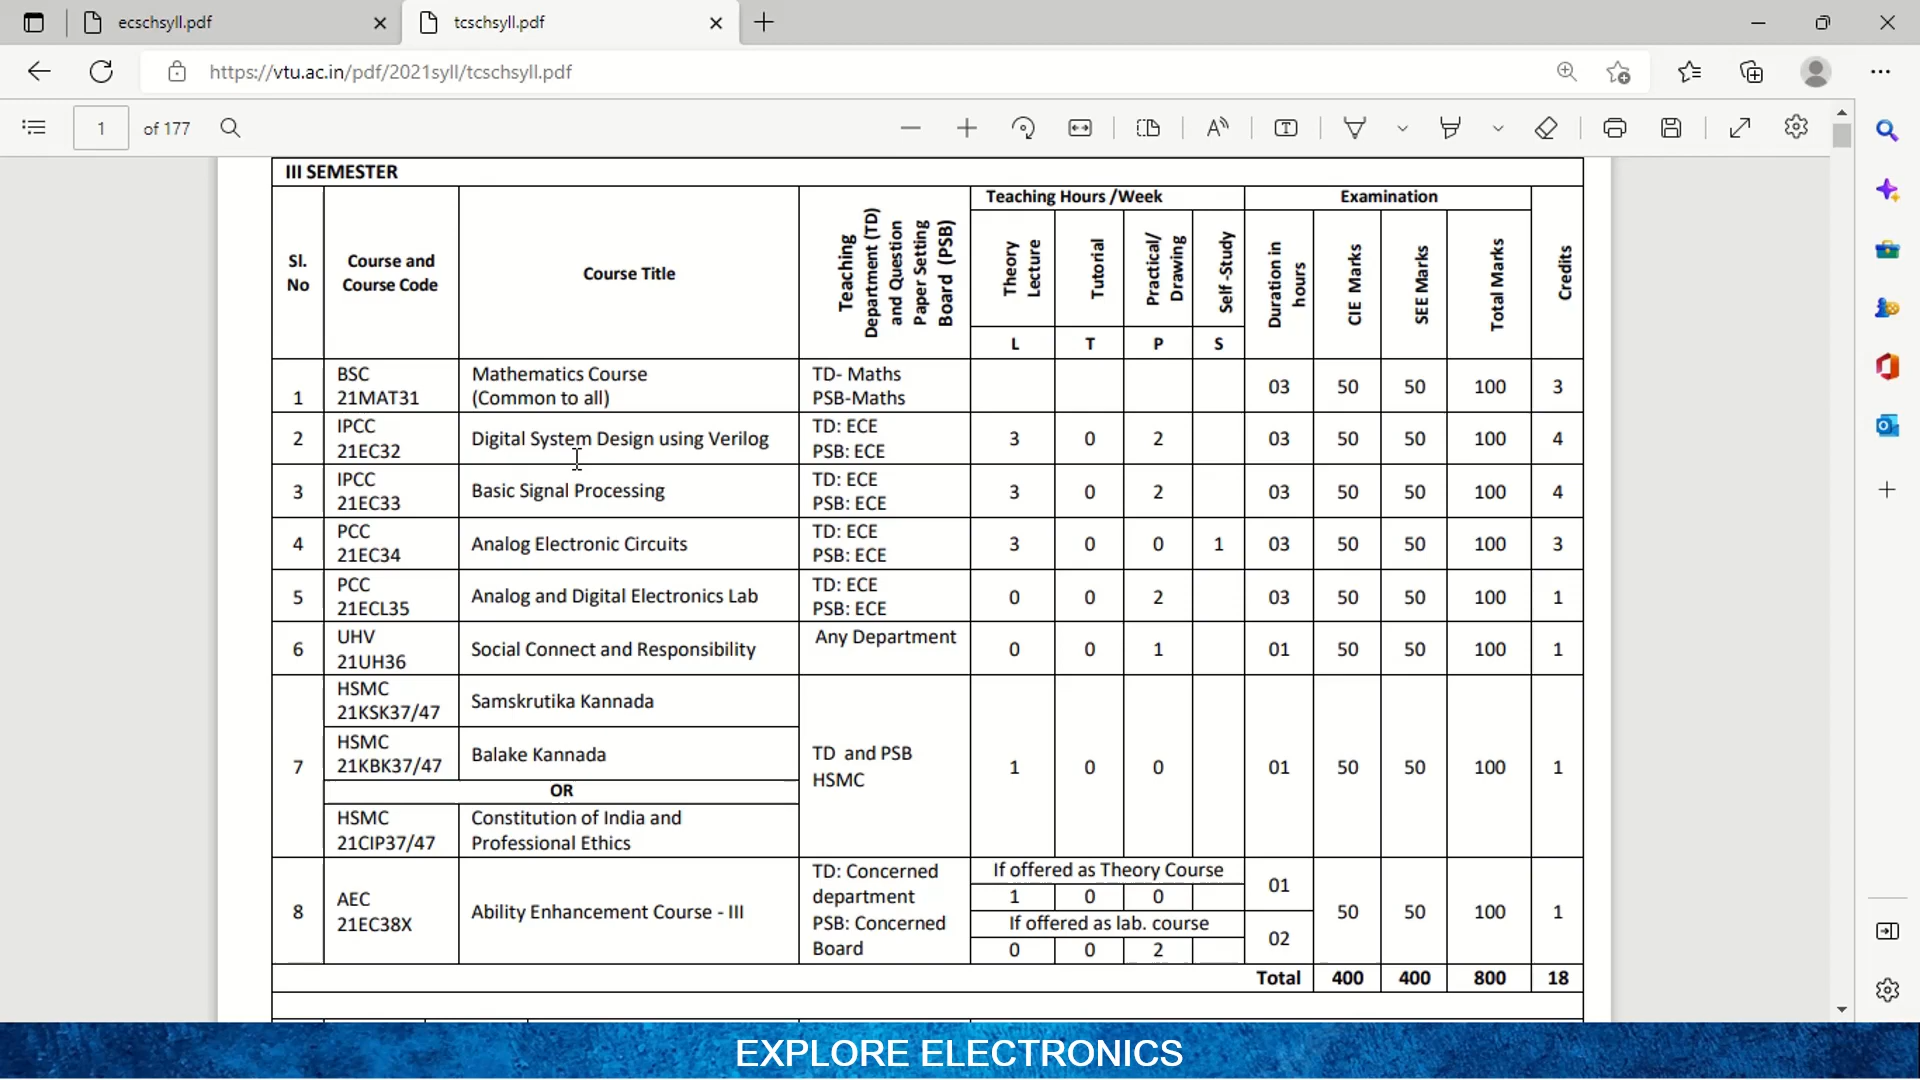 ecschsyll.pdf
tcschsyll.pdf
https://vtu.ac.in/pdf/2021syll/tcschsyll.pdf
1 of 177
III SEMESTER
Sl. No
Course and Course Code
Course Title
Teaching Department (TD) and Question Paper Setting Board (PSB)
Teaching Hours /Week
Examination
Theory Lecture
Tutorial
Practical/ Drawing
Self -Study
Duration in hours
CIE Marks
SEE Marks
Total Marks
Credits
L T P S
1 BSC 21MAT31 Mathematics Course (Common to all) TD- Maths PSB-Maths 03 50 50 100 3
2 IPCC 21EC32 Digital System Design using Verilog TD: ECE PSB: ECE 3 0 2 03 50 50 100 4
3 IPCC 21EC33 Basic Signal Processing TD: ECE PSB: ECE 3 0 2 03 50 50 100 4
4 PCC 21EC34 Analog Electronic Circuits TD: ECE PSB: ECE 3 0 0 1 03 50 50 100 3
5 PCC 21ECL35 Analog and Digital Electronics Lab TD: ECE PSB: ECE 0 0 2 03 50 50 100 1
6 UHV 21UH36 Social Connect and Responsibility Any Department 0 0 1 01 50 50 100 1
7 HSMC 21KSK37/47 Samskrutika Kannada
HSMC 21KBK37/47 Balake Kannada
TD and PSB HSMC 1 0 0 01 50 50 100 1
OR
HSMC 21CIP37/47 Constitution of India and Professional Ethics
8 AEC 21EC38X Ability Enhancement Course - III TD: Concerned department PSB: Concerned Board
If offered as Theory Course
1 0 0
01
If offered as lab. course
0 0 2
02
50 50 100 1
Total 400 400 800 18
EXPLORE ELECTRONICS